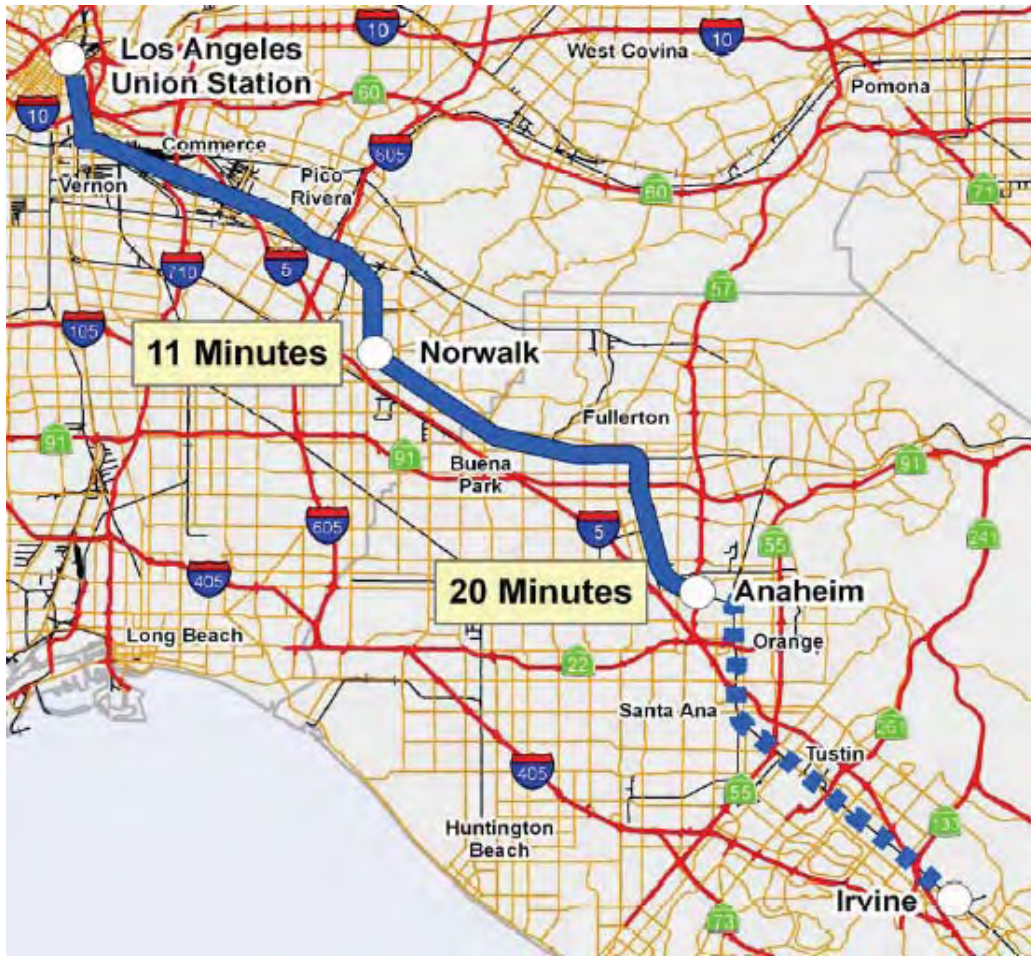 Los Angeles
Union Station
10
West Covina
10
Pomona
60
10
Commerce
605
Vernon
Pico
Rivera
60
71
710
5
57
105
11 Minutes
Norwalk
Fullerton
91
91
Buena
Park
91
605
5
55
241
405
20 Minutes
Anaheim
Long Beach
22
Orange
Santa Ana
261
Tustin
405
55
133
Huntington
Beach
Irvine
73